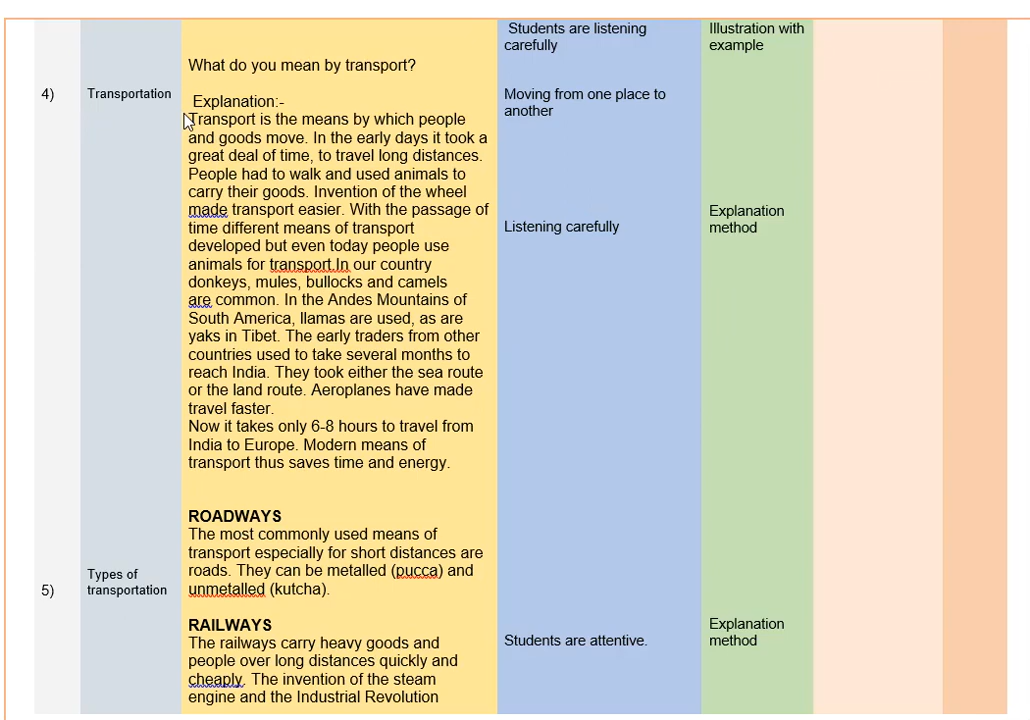 Students are listening
carefully
Illustration with
example
What do you mean by transport?
4)
Transportation
Moving from one place to
another
Explanation:-
Transport is the means by which people
and goods move. In the early days it took a
great deal of time, to travel long distances.
People had to walk and used animals to
carry their goods. Invention of the wheel
made transport easier. With the passage of
time different means of transport
developed but even today people use
animals for transport.In our country
donkeys, mules, bullocks and camels
are common. In the Andes Mountains of
South America, llamas are used, as are
yaks in Tibet. The early traders from other
countries used to take several months to
reach India. They took either the sea route
or the land route. Aeroplanes have made
travel faster.
Now it takes only 6-8 hours to travel from
India to Europe. Modern means of
transport thus saves time and energy.
Listening carefully
Explanation
method
5)
Types of
transportation
ROADWAYS
The most commonly used means of
transport especially for short distances are
roads. They can be metalled (pucca) and
unmetalled (kutcha).
RAILWAYS
The railways carry heavy goods and
people over long distances quickly and
cheaply. The invention of the steam
engine and the Industrial Revolution
Students are attentive.
Explanation
method